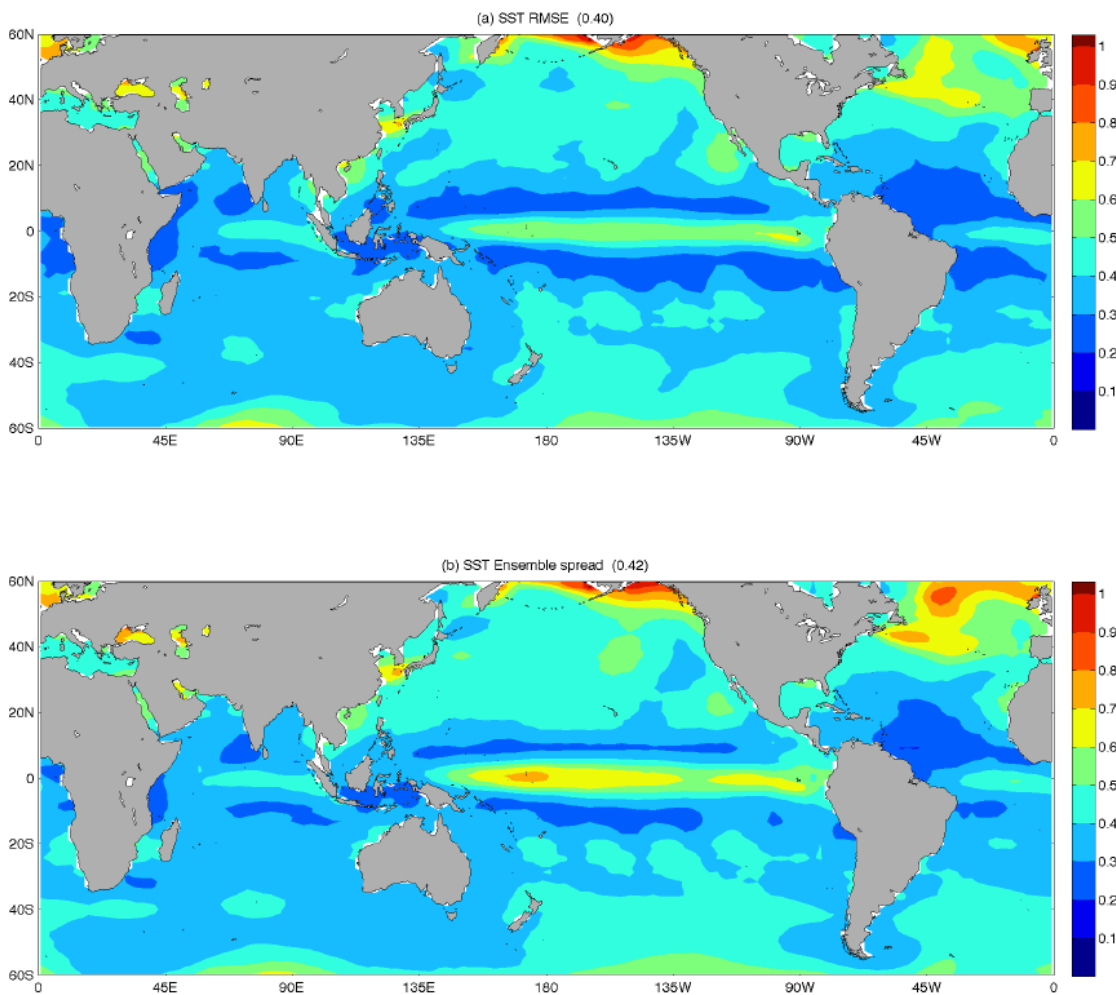 (a) SST RMSE (0.40)
60N
40N
20N
0
20S
40S
60S
0 45E 90E 135E 180 135W 90W 45W 0
1
0.9
0.8
0.7
0.6
0.5
0.4
0.3
0.2
0.1
(b) SST Ensemble spread (0.42)
60N
40N
20N
0
20S
40S
60S
0 45E 90E 135E 180 135W 90W 45W 0
1
0.9
0.8
0.7
0.6
0.5
0.4
0.3
0.2
0.1